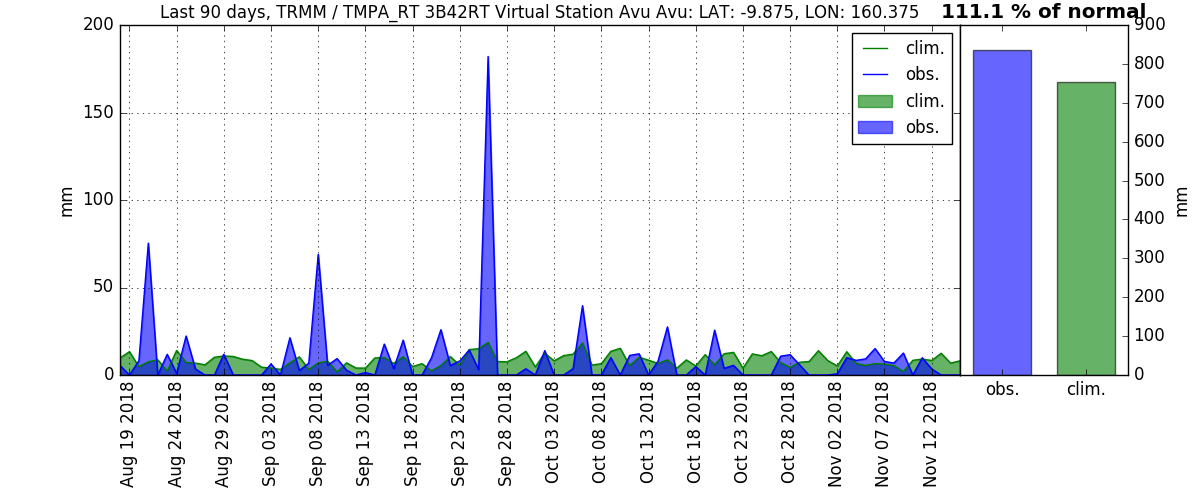 Last 90 days, TRMM / TMPA_RT 3B42RT Virtual Station Avu Avu: LAT: -9.875, LON: 160.375
111.1 % of normal
200
150
100
50
0
mm
clim.
obs.
clim.
obs.
900
800
700
600
500
400
300
200
100
0
mm
obs.
clim.
Aug 19 2018
Aug 24 2018
Aug 29 2018
Sep 03 2018
Sep 08 2018
Sep 13 2018
Sep 18 2018
Sep 23 2018
Sep 28 2018
Oct 03 2018
Oct 08 2018
Oct 13 2018
Oct 18 2018
Oct 23 2018
Oct 28 2018
Nov 02 2018
Nov 07 2018
Nov 12 2018